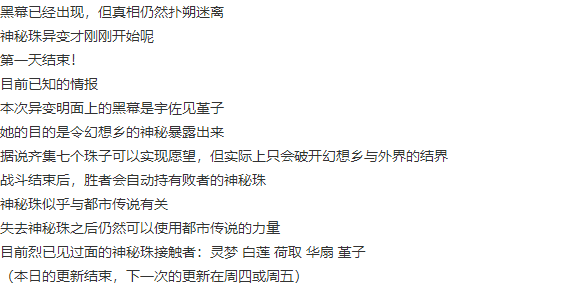 黑幕已经出现，但真相仍然扑朔迷离
神秘珠异变才刚刚开始呢
第一天结束！
目前已知的情报
本次异变明面上的黑幕是宇佐见堇子
她的目的是令幻想乡的神秘暴露出来
据说齐集七个珠子可以实现愿望，但实际上只会破开幻想乡与外界的结界
战斗结束后，胜者会自动持有败者的神秘珠
神秘珠似乎与都市传说有关
失去神秘珠之后仍然可以使用都市传说的力量
目前烈已见过面的神秘珠接触者：灵梦 白莲 荷取 华扇 堇子
（本日的更新结束，下一次的更新在周四或周五）